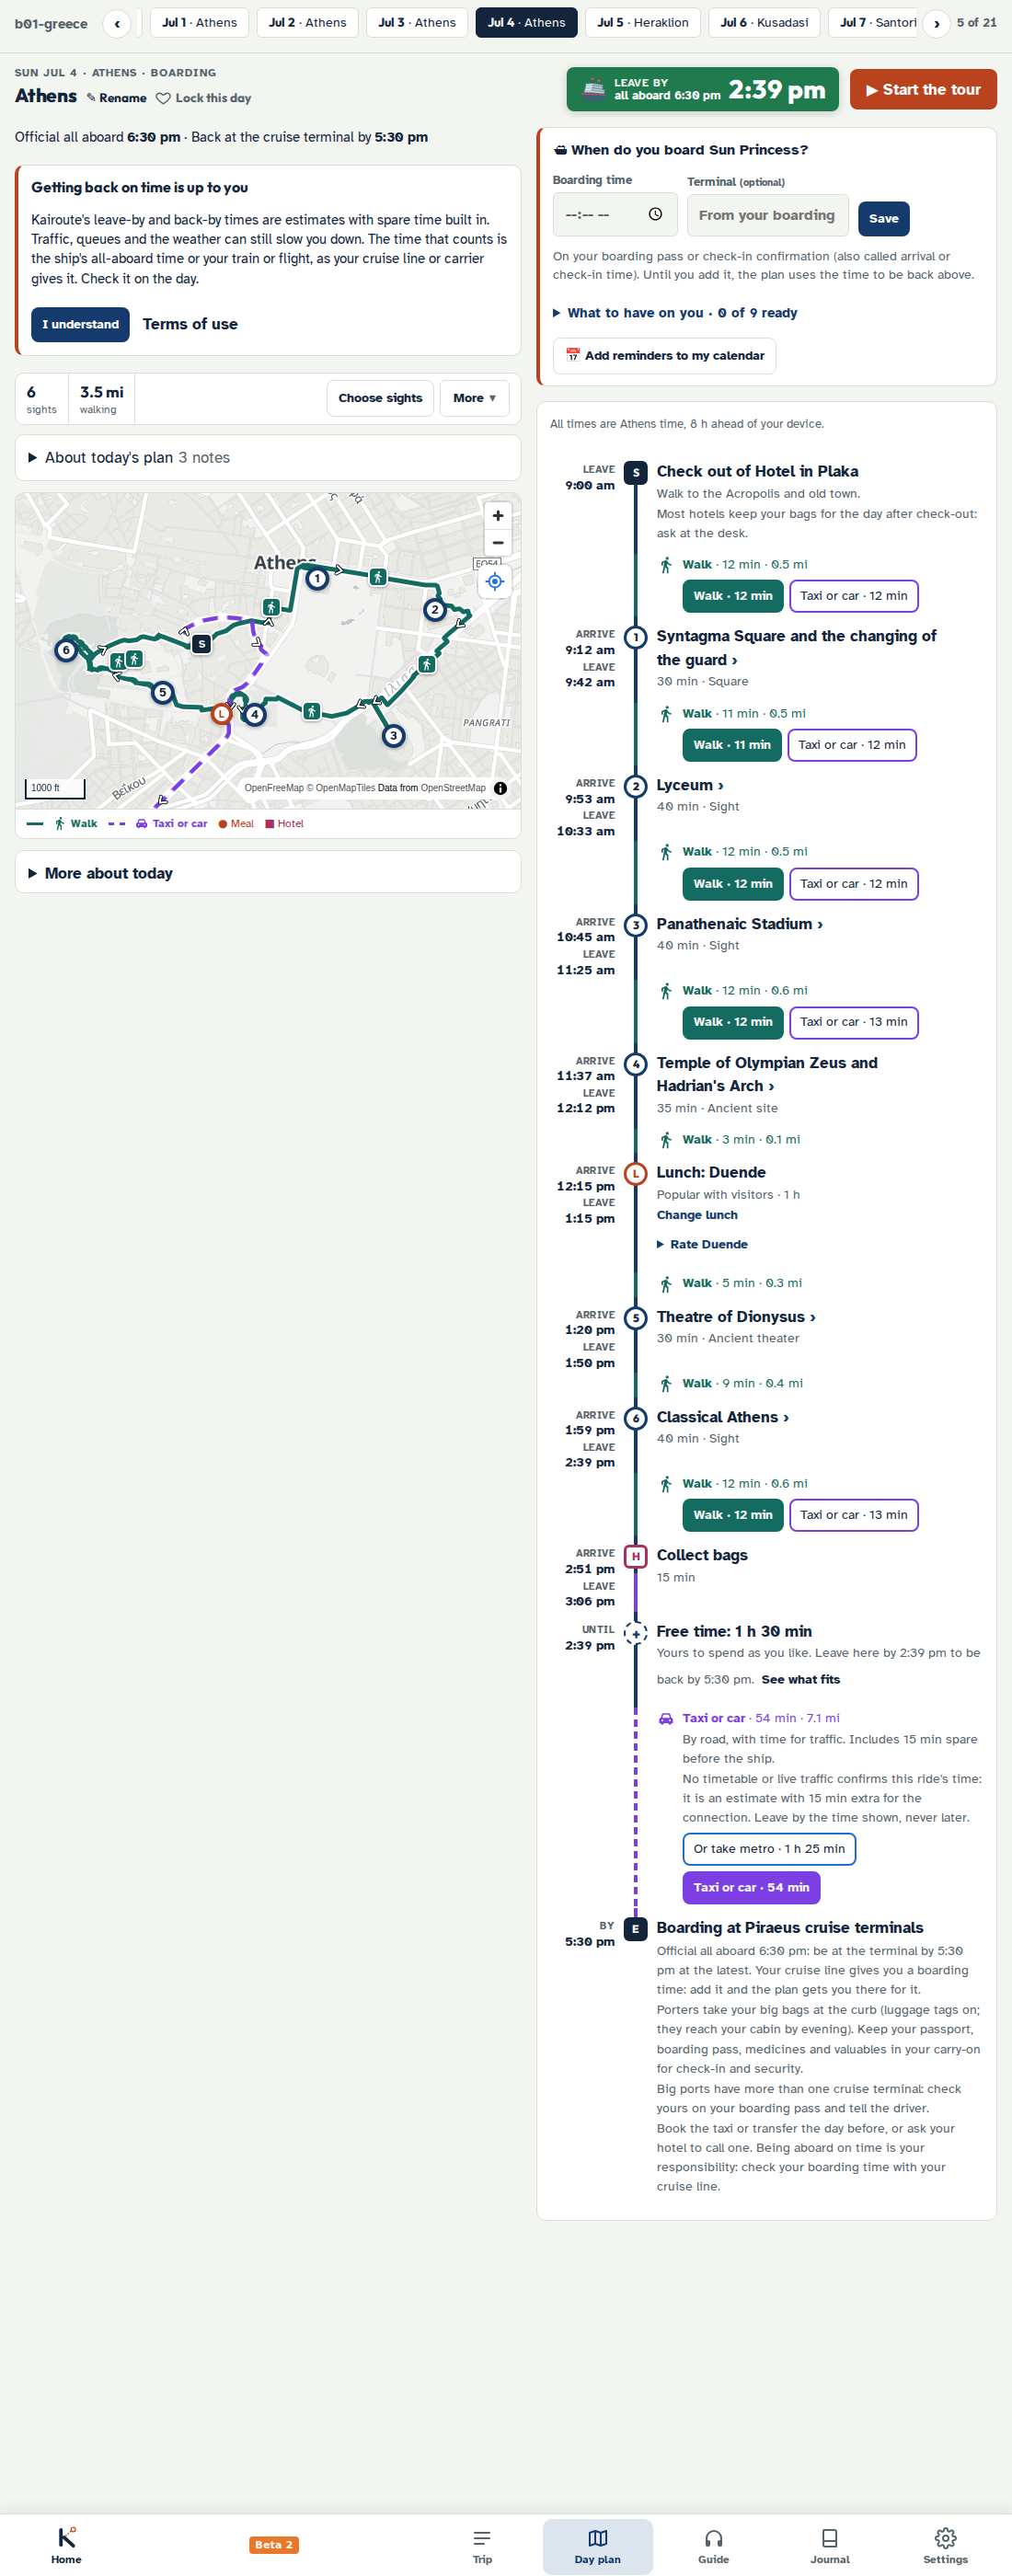 b01-greece
‹
Jul 1 · Athens
Jul 2 · Athens
Jul 3 · Athens
Jul 4 · Athens
Jul 5 · Heraklion
Jul 6 · Kusadasi
Jul 7 · Santori
›
5 of 21
SUN JUL 4 · ATHENS · BOARDING
Athens ✎ Rename Lock this day
LEAVE BY
all aboard 6:30 pm
2:39 pm
▶ Start the tour
Official all aboard 6:30 pm · Back at the cruise terminal by 5:30 pm
Getting back on time is up to you
Kairoute's leave-by and back-by times are estimates with spare time built in.
Traffic, queues and the weather can still slow you down. The time that counts is
the ship's all-aboard time or your train or flight, as your cruise line or carrier
gives it. Check it on the day.
I understand
Terms of use
6
sights
3.5 mi
walking
Choose sights
More ▾
▶ About today's plan 3 notes
Athens
EO54
PANGRATI
Βεΐκου
1
2
3
4
5
6
S
L
+
−
1000 ft
OpenFreeMap © OpenMapTiles Data from OpenStreetMap
Walk
Taxi or car
Meal
Hotel
▶ More about today
When do you board Sun Princess?
Boarding time
Terminal (optional)
--:-- --
From your boarding
Save
On your boarding pass or check-in confirmation (also called arrival or
check-in time). Until you add it, the plan uses the time to be back above.
▶ What to have on you · 0 of 9 ready
Add reminders to my calendar
All times are Athens time, 8 h ahead of your device.
LEAVE
9:00 am
S
Check out of Hotel in Plaka
Walk to the Acropolis and old town.
Most hotels keep your bags for the day after check-out:
ask at the desk.
Walk · 12 min · 0.5 mi
Walk · 12 min
Taxi or car · 12 min
ARRIVE
9:12 am
LEAVE
9:42 am
1
Syntagma Square and the changing of
the guard ›
30 min · Square
Walk · 11 min · 0.5 mi
Walk · 11 min
Taxi or car · 12 min
ARRIVE
9:53 am
LEAVE
10:33 am
2
Lyceum ›
40 min · Sight
Walk · 12 min · 0.5 mi
Walk · 12 min
Taxi or car · 12 min
ARRIVE
10:45 am
LEAVE
11:25 am
3
Panathenaic Stadium ›
40 min · Sight
Walk · 12 min · 0.6 mi
Walk · 12 min
Taxi or car · 13 min
ARRIVE
11:37 am
LEAVE
12:12 pm
4
Temple of Olympian Zeus and
Hadrian's Arch ›
35 min · Ancient site
Walk · 3 min · 0.1 mi
ARRIVE
12:15 pm
LEAVE
1:15 pm
L
Lunch: Duende
Popular with visitors · 1 h
Change lunch
▶ Rate Duende
Walk · 5 min · 0.3 mi
ARRIVE
1:20 pm
LEAVE
1:50 pm
5
Theatre of Dionysus ›
30 min · Ancient theater
Walk · 9 min · 0.4 mi
ARRIVE
1:59 pm
LEAVE
2:39 pm
6
Classical Athens ›
40 min · Sight
Walk · 12 min · 0.6 mi
Walk · 12 min
Taxi or car · 13 min
ARRIVE
2:51 pm
LEAVE
3:06 pm
H
Collect bags
15 min
UNTIL
2:39 pm
+
Free time: 1 h 30 min
Yours to spend as you like. Leave here by 2:39 pm to be
back by 5:30 pm. See what fits
Taxi or car · 54 min · 7.1 mi
By road, with time for traffic. Includes 15 min spare
before the ship.
No timetable or live traffic confirms this ride's time:
it is an estimate with 15 min extra for the
connection. Leave by the time shown, never later.
Or take metro · 1 h 25 min
Taxi or car · 54 min
BY
5:30 pm
E
Boarding at Piraeus cruise terminals
Official all aboard 6:30 pm: be at the terminal by 5:30
pm at the latest. Your cruise line gives you a boarding
time: add it and the plan gets you there for it.
Porters take your big bags at the curb (luggage tags on;
they reach your cabin by evening). Keep your passport,
boarding pass, medicines and valuables in your carry-on
for check-in and security.
Big ports have more than one cruise terminal: check
yours on your boarding pass and tell the driver.
Book the taxi or transfer the day before, or ask your
hotel to call one. Being aboard on time is your
responsibility: check your boarding time with your
cruise line.
Home
Beta 2
Trip
Day plan
Guide
Journal
Settings